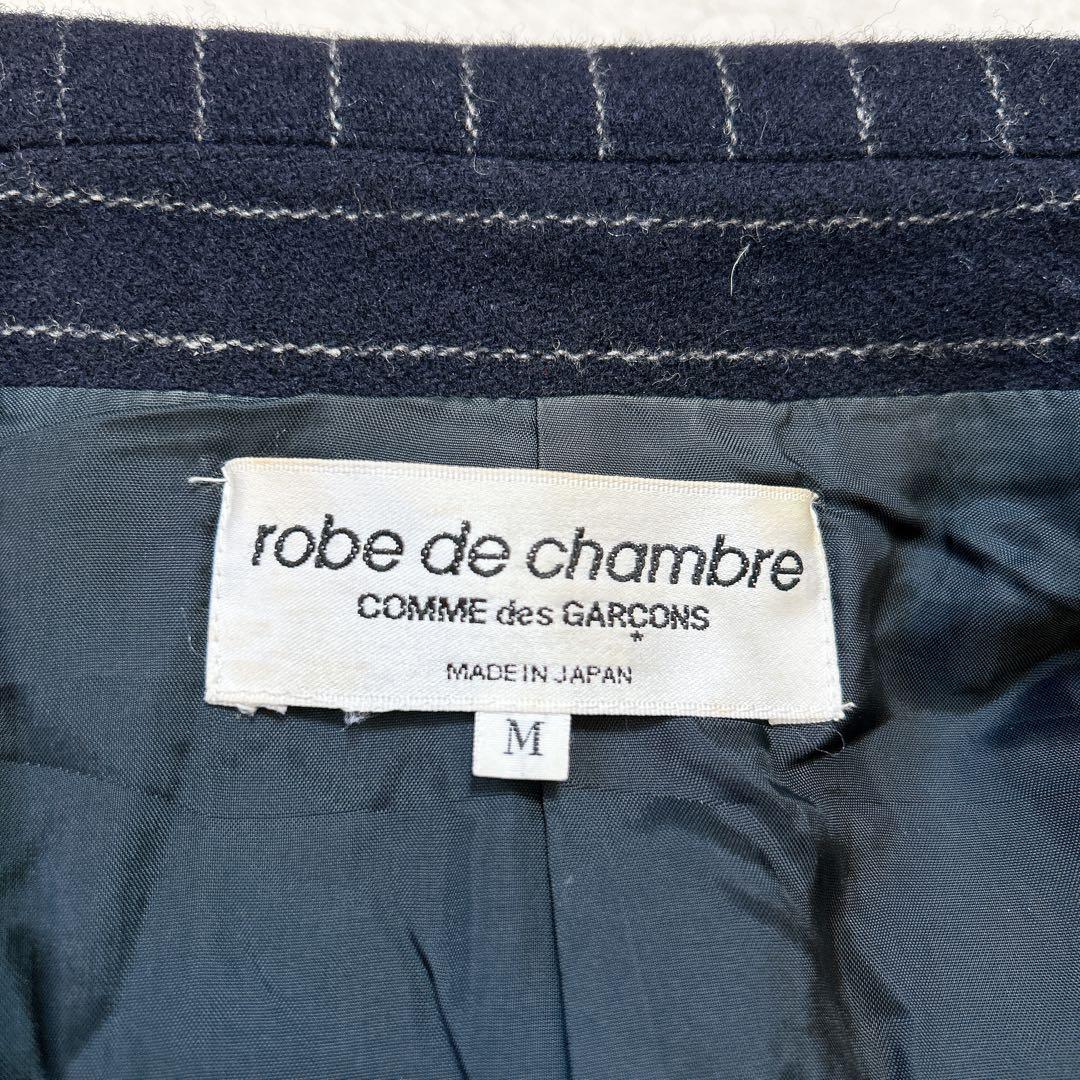 robe de chambre
COMME des GARÇONS
*
MADE IN JAPAN
M